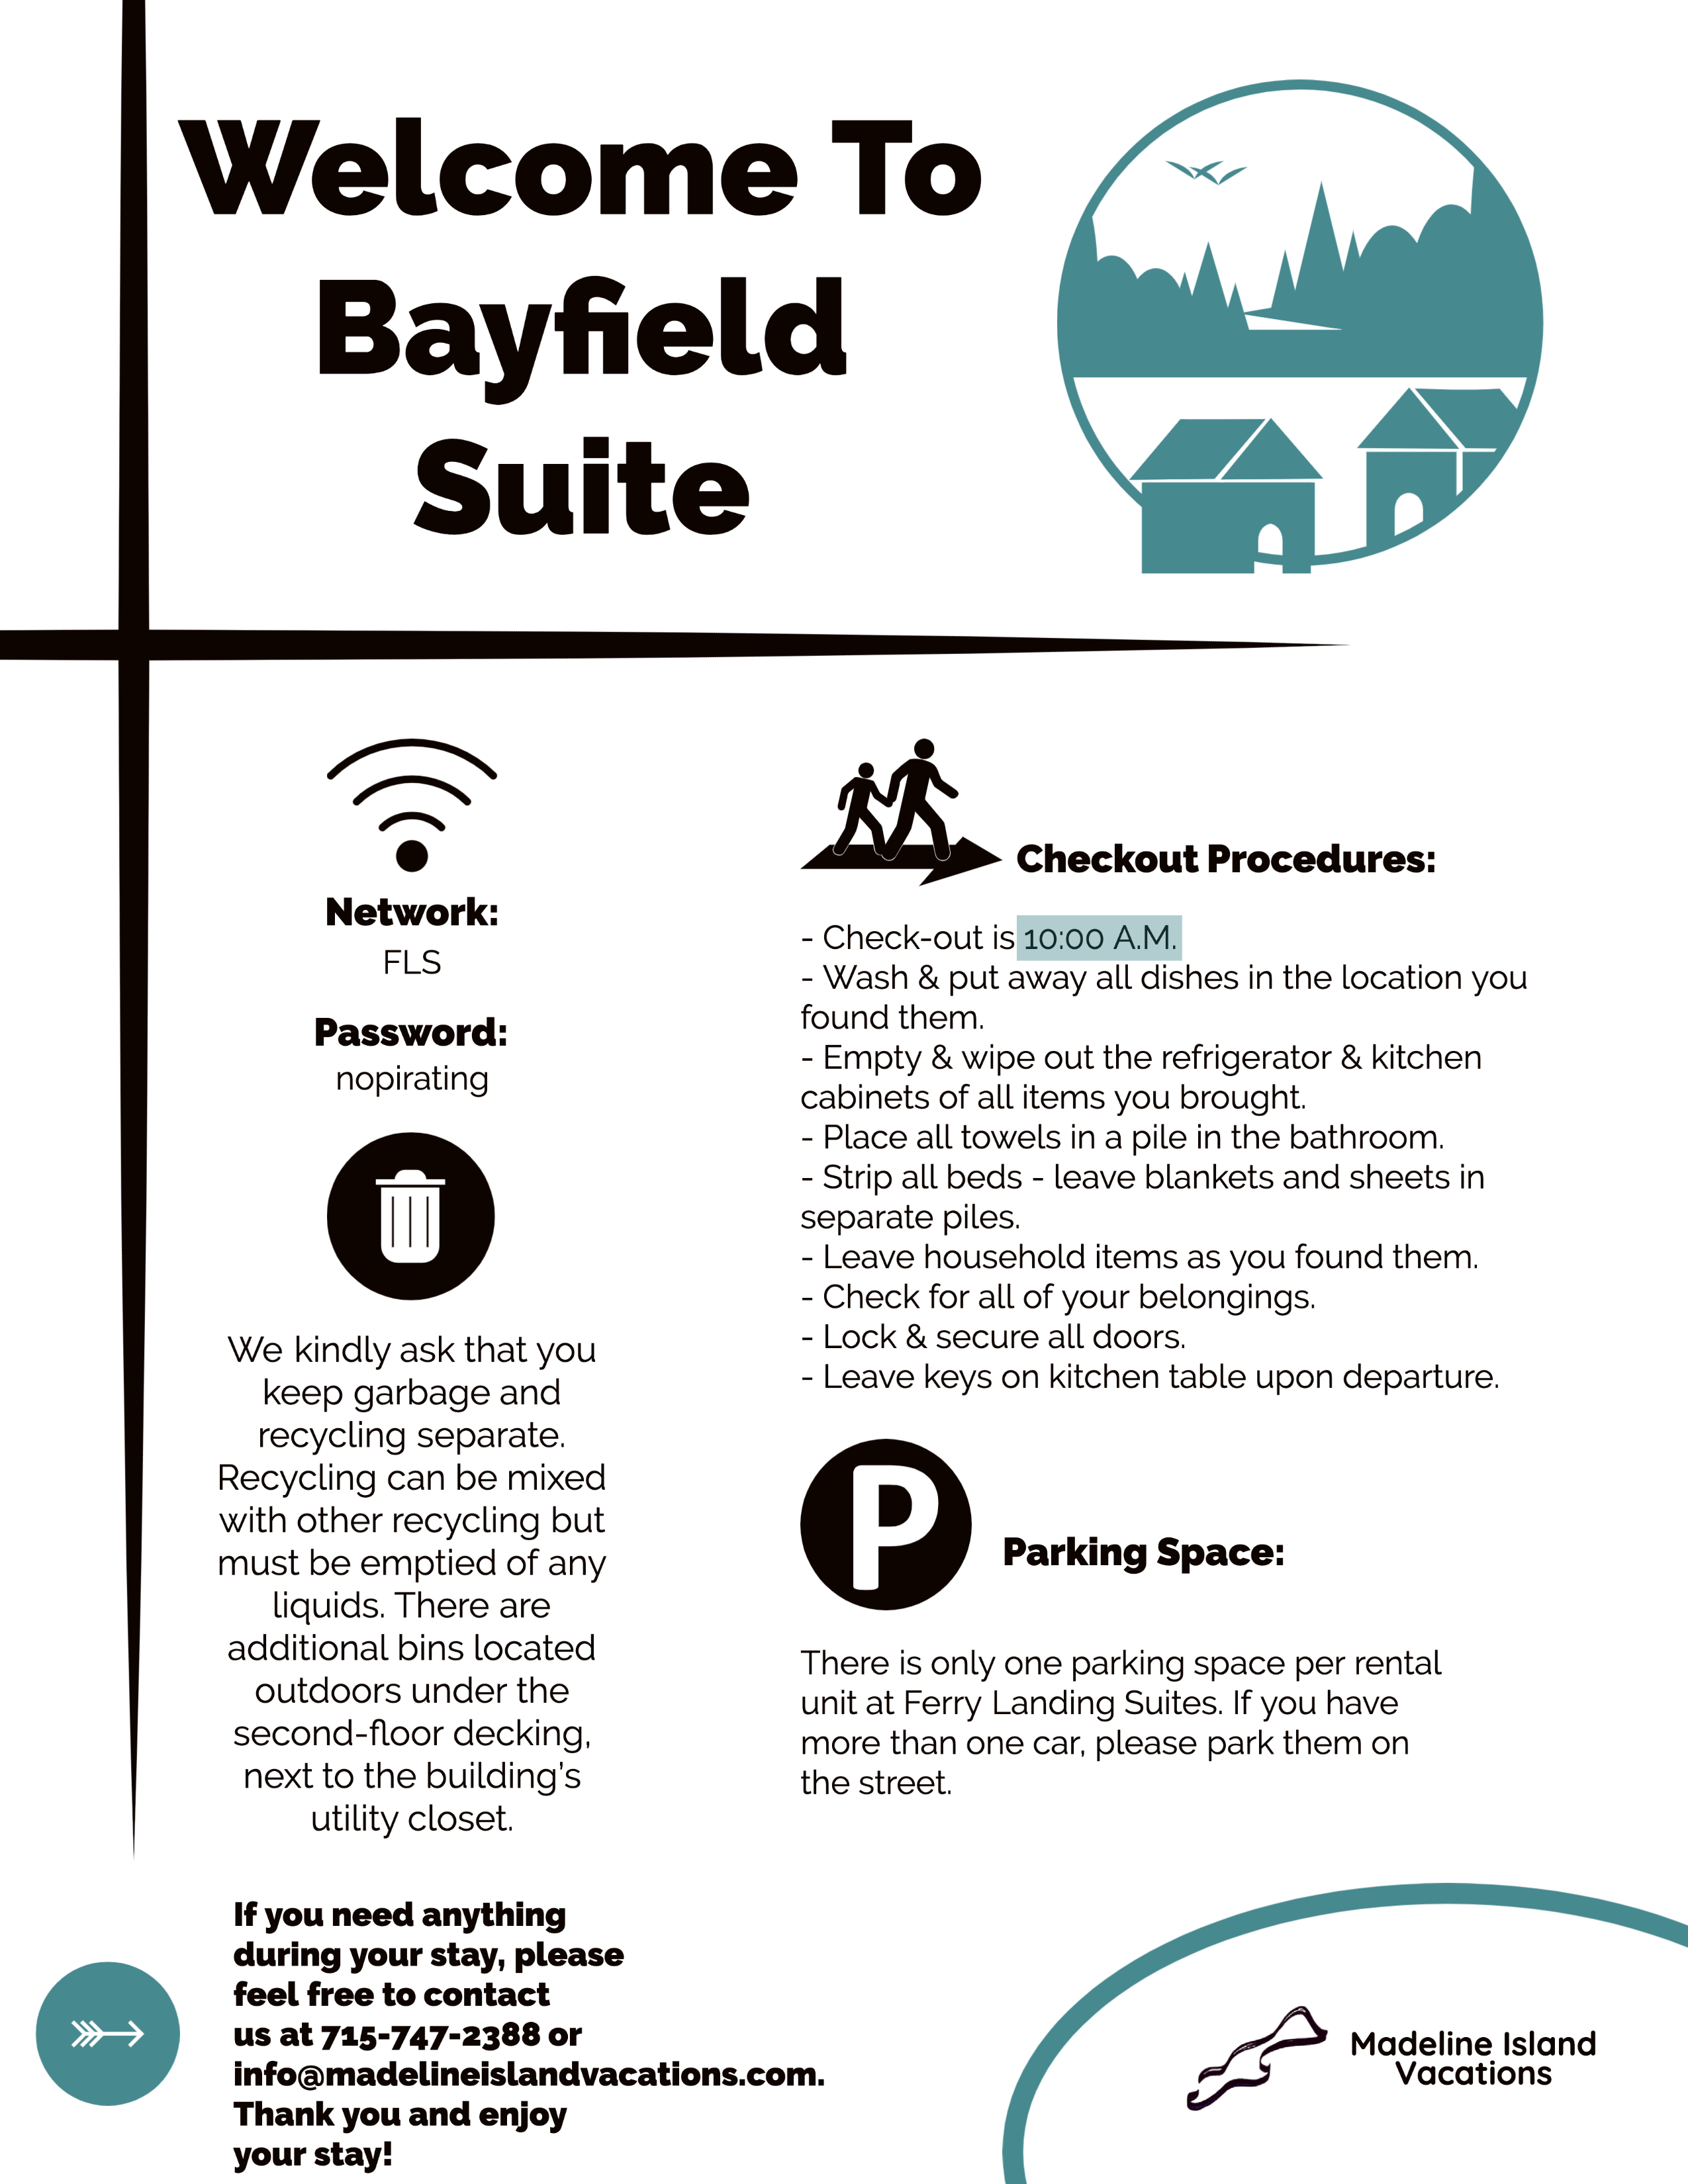 Welcome To
Bayfield
Suite
Network:
FLS
Password:
nopirating
We kindly ask that you
keep garbage and
recycling separate.
Recycling can be mixed
with other recycling but
must be emptied of any
liquids. There are
additional bins located
outdoors under the
second-floor decking,
next to the building's
utility closet.
Checkout Procedures:
- Check-out is 10:00 A.M.
- Wash & put away all dishes in the location you
found them.
- Empty & wipe out the refrigerator & kitchen
cabinets of all items you brought.
- Place all towels in a pile in the bathroom.
- Strip all beds - leave blankets and sheets in
separate piles.
- Leave household items as you found them.
- Check for all of your belongings.
- Lock & secure all doors.
- Leave keys on kitchen table upon departure.
P
Parking Space:
There is only one parking space per rental
unit at Ferry Landing Suites. If you have
more than one car, please park them on
the street.
If you need anything
during your stay, please
feel free to contact
us at 715-747-2388 or
info@madelineislandvacations.com.
Thank you and enjoy
your stay!
Madeline Island
Vacations